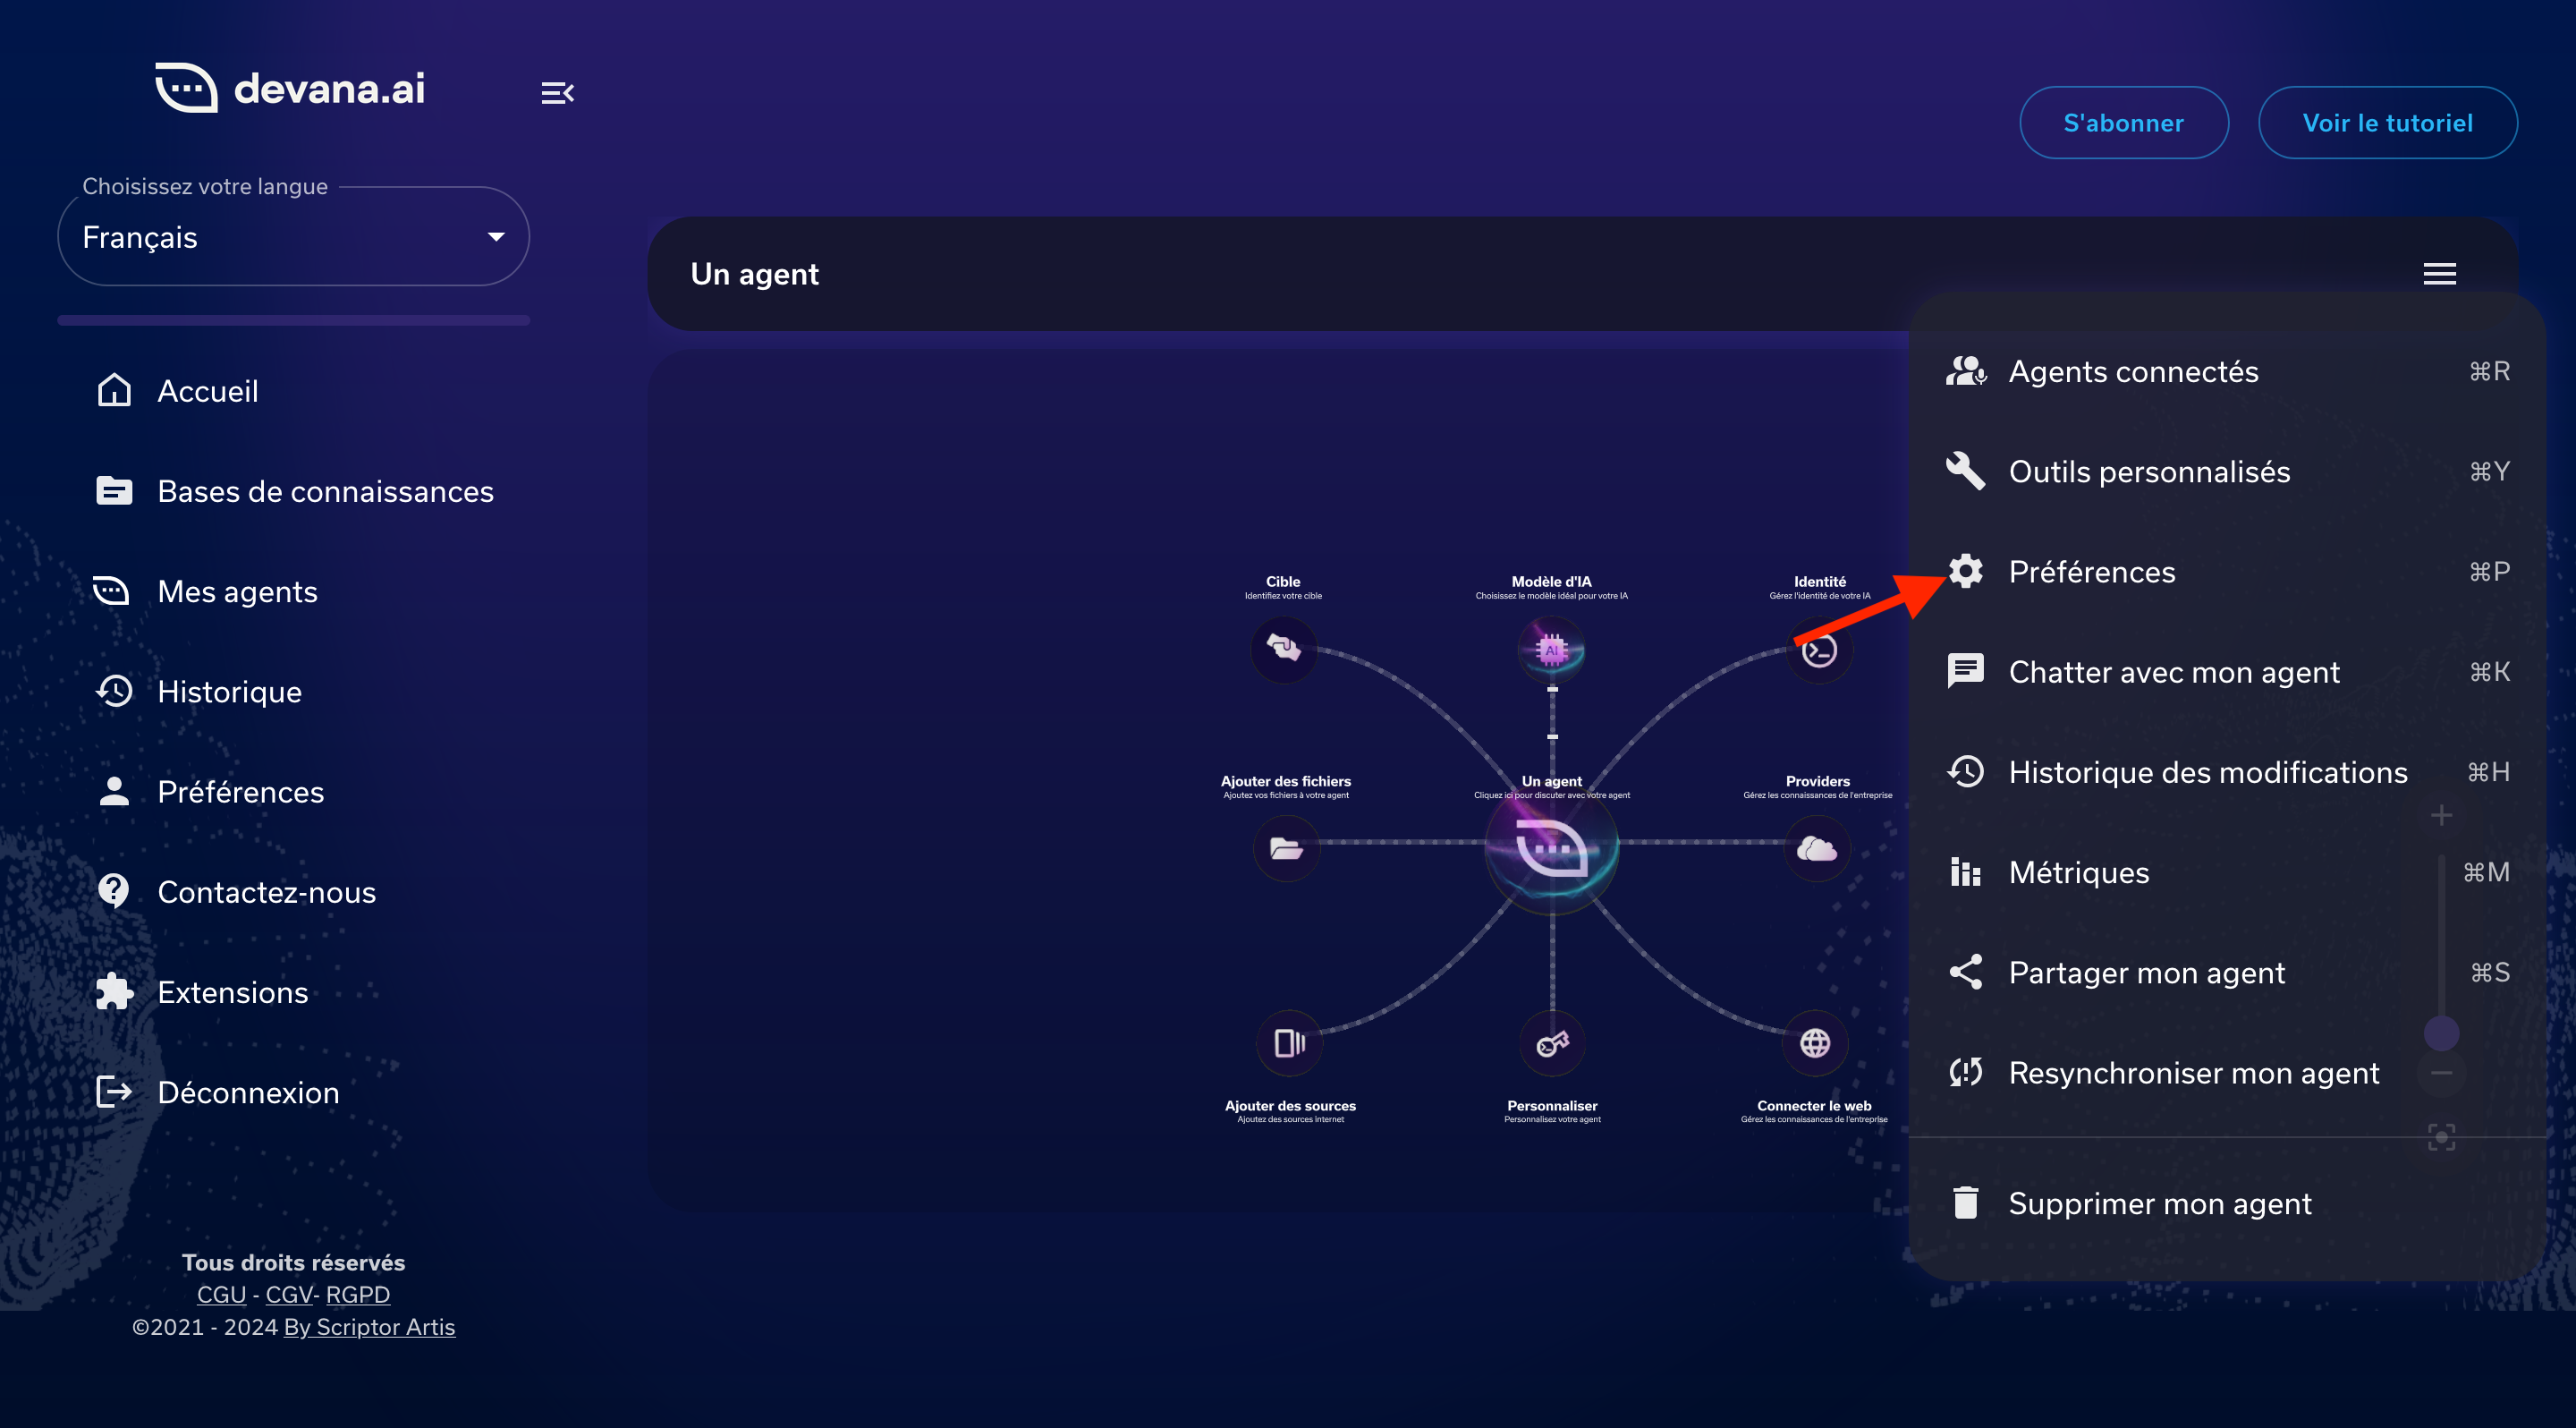 devana.ai
S'abonner
Voir le tutoriel
Choisissez votre langue
Français
Accueil
Bases de connaissances
Mes agents
Historique
Préférences
Contactez-nous
Extensions
Déconnexion
Tous droits réservés
CGU - CGV- RGPD
©2021 - 2024 By Scriptor Artis
Un agent
Cible
Identifiez votre cible
Modèle d'IA
Choisissez le modèle idéal pour votre IA
AI
Identité
Gérez l'identité de votre IA
Ajouter des fichiers
Ajoutez vos fichiers à votre agent
Un agent
Cliquez ici pour discuter avec votre agent
Providers
Gérez les connaissances de l'entreprise
Ajouter des sources
Ajoutez des sources internet
Personnaliser
Personnalisez votre agent
Connecter le web
Gérez les connaissances de l'entreprise
Agents connectés ⌘R
Outils personnalisés ⌘Y
Préférences ⌘P
Chatter avec mon agent ⌘K
Historique des modifications ⌘H
Métriques ⌘M
Partager mon agent ⌘S
Resynchroniser mon agent
Supprimer mon agent